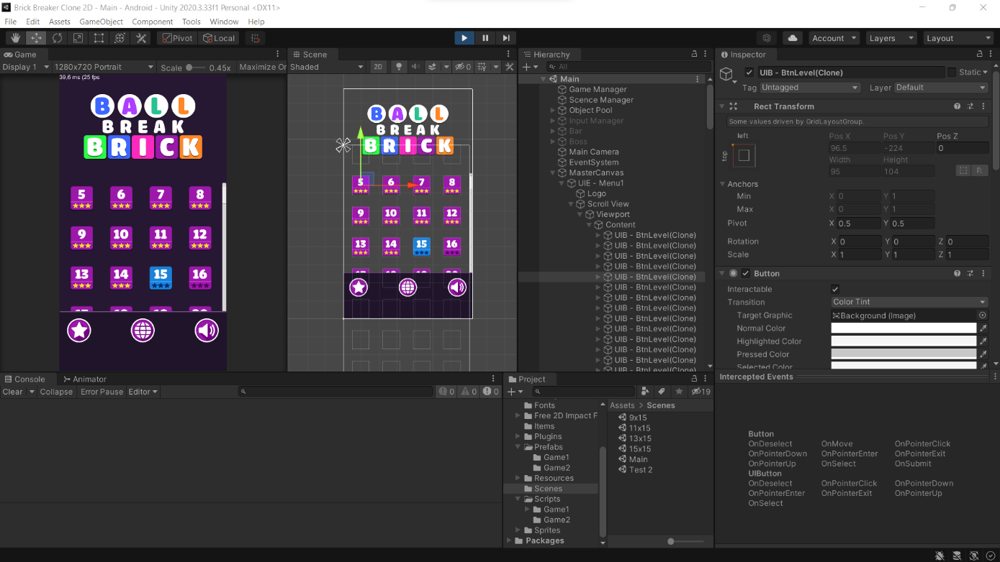 Brick Breaker Clone 2D - Main - Android - Unity 2020.3.33f1 Personal <DX11>
File Edit Assets GameObject Component Tools Window Help
Pivot Local Account Layers Layout
Game
Display 1 1280x720 Portrait Scale 0.45x Maximize Or
39,6 ms (25 fps
BALL
BREAK
BRICK
5 6 7 8
9 10 11 12
13 14 15 16
Scene
Shaded 2D 0
BALL
BREAK
BRICK
5 6 7 8
9 10 11 12
13 14 15 16
Hierarchy
All
Main
Game Manager
Scence Manager
Object Pool
Input Manager
Bar
Boss
Main Camera
EventSystem
MasterCanvas
UIE - Menu1
Logo
Scroll View
Viewport
Content
UIB - BtnLevel(Clone)
UIB - BtnLevel(Clone)
UIB - BtnLevel(Clone)
UIB - BtnLevel(Clone)
UIB - BtnLevel(Clone)
UIB - BtnLevel(Clone)
UIB - BtnLevel(Clone)
UIB - BtnLevel(Clone)
UIB - BtnLevel(Clone)
UIB - BtnLevel(Clone)
UIB - BtnLevel(Clone)
UIB - BtnLevel(Clone)
UIB - BtnLevel(Clone)
UIB - BtnLevel(Clone)
Inspector
UIB - BtnLevel(Clone) Static
Tag Untagged Layer Default
Rect Transform
Some values driven by GridLayoutGroup.
left Pos X Pos Y Pos Z
top 96.5 -224 0
Width Height
95 104 R
Anchors
Min X 0 Y 1
Max X 0 Y 1
Pivot X 0.5 Y 0.5
Rotation X 0 Y 0 Z 0
Scale X 1 Y 1 Z 1
Button
Interactable
Transition Color Tint
Target Graphic Background (Image)
Normal Color
Highlighted Color
Pressed Color
Selected Color
Console Animator
Clear Collapse Error Pause Editor 0 0 0
Project
19
Fonts
Free 2D Impact F
Items
Plugins
Prefabs
Game1
Game2
Resources
Scenes
Scripts
Game1
Game2
Sprites
Packages
Assets > Scenes
9x15
11x15
13x15
15x15
Main
Test 2
Intercepted Events
Button
OnDeselect OnMove OnPointerClick
OnPointerDown OnPointerEnter OnPointerExit
OnPointerUp OnSelect OnSubmit
UIButton
OnDeselect OnPointerClick OnPointerDown
OnPointerEnter OnPointerExit OnPointerUp
OnSelect